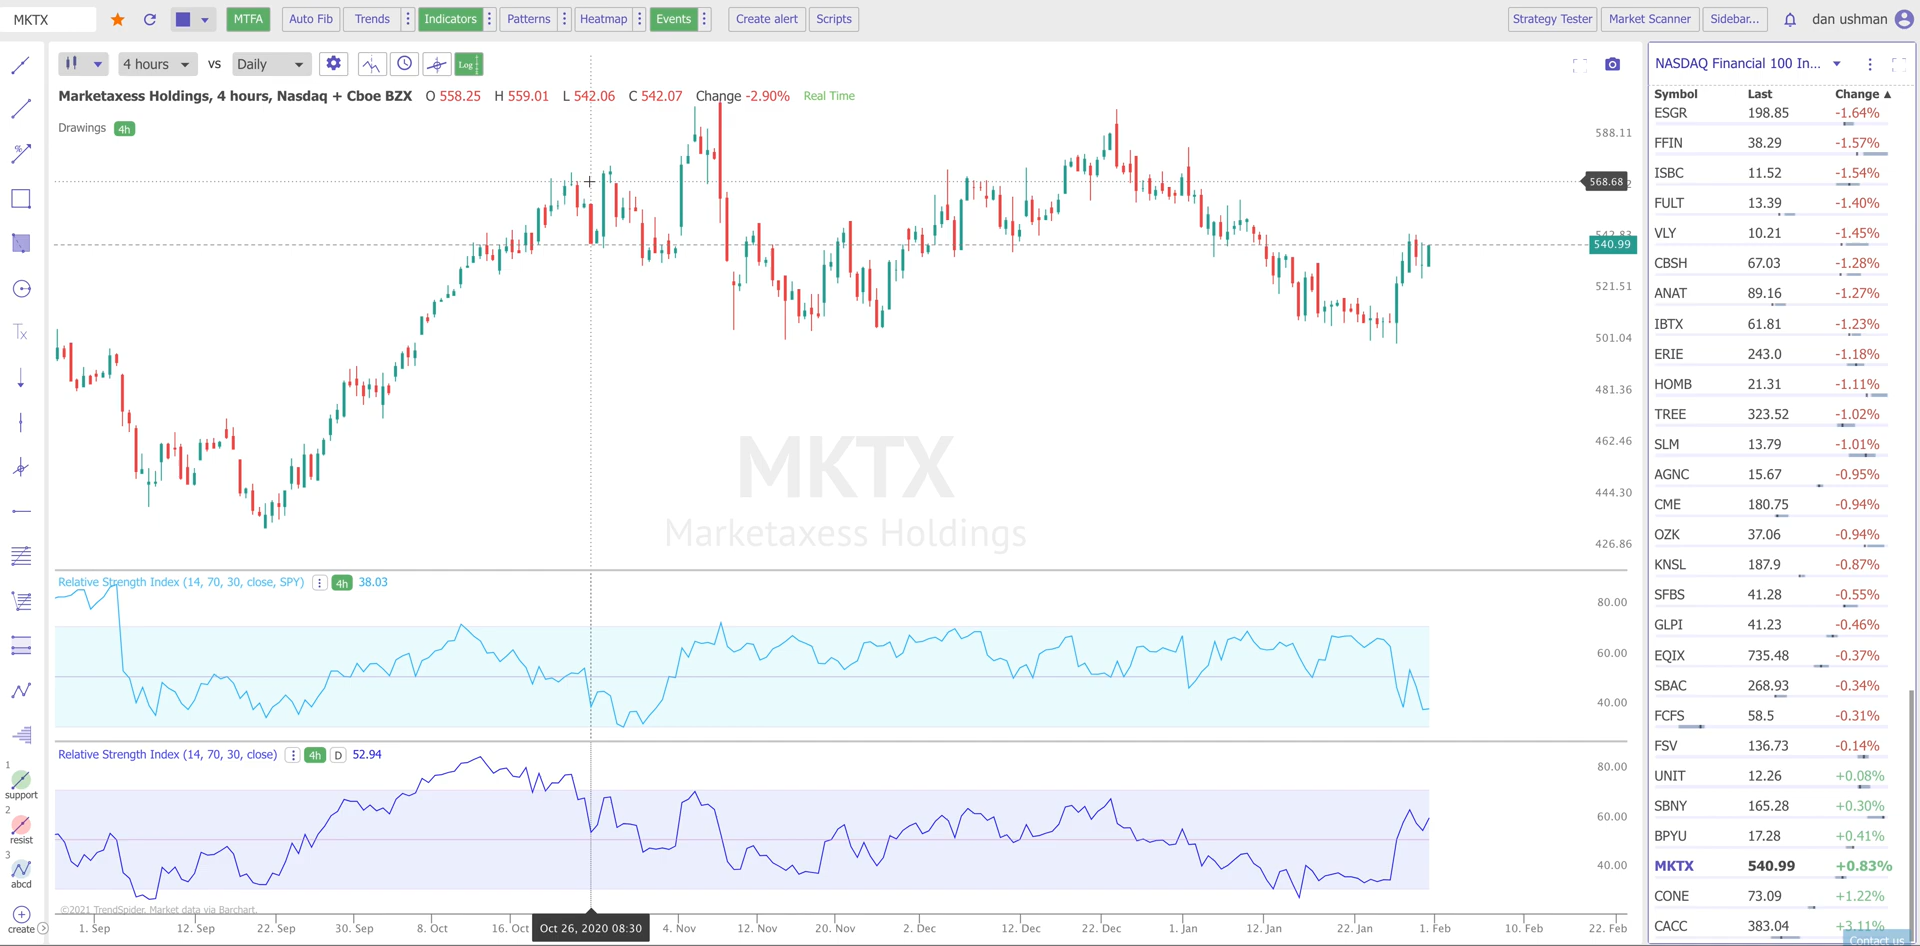 MKTX
MTFA
Auto Fib
Trends
Indicators
Patterns
Heatmap
Events
Create alert
Scripts
Strategy Tester
Market Scanner
Sidebar...
dan ushman
4 hours vs Daily
Log
Marketaxess Holdings, 4 hours, Nasdaq + Cboe BZX O 558.25 H 559.01 L 542.06 C 542.07 Change -2.90% Real Time
Drawings 4h
588.11
568.68
540.99
521.51
501.04
481.36
462.46
444.30
426.86
MKTX
Marketaxess Holdings
Relative Strength Index (14, 70, 30, close, SPY) 4h 38.03
80.00
60.00
40.00
Relative Strength Index (14, 70, 30, close) 4h D 52.94
80.00
60.00
40.00
©2021 TrendSpider. Market data via Barchart.
1. Sep 12. Sep 22. Sep 30. Sep 8. Oct 16. Oct Oct 26, 2020 08:30 4. Nov 12. Nov 20. Nov 2. Dec 12. Dec 22. Dec 1. Jan 12. Jan 22. Jan 1. Feb 10. Feb 22. Feb
Tx
%
1
support
2
resist
3
abcd
create
NASDAQ Financial 100 In...
Symbol Last Change ▲
ESGR 198.85 -1.64%
FFIN 38.29 -1.57%
ISBC 11.52 -1.54%
FULT 13.39 -1.40%
VLY 10.21 -1.45%
CBSH 67.03 -1.28%
ANAT 89.16 -1.27%
IBTX 61.81 -1.23%
ERIE 243.0 -1.18%
HOMB 21.31 -1.11%
TREE 323.52 -1.02%
SLM 13.79 -1.01%
AGNC 15.67 -0.95%
CME 180.75 -0.94%
OZK 37.06 -0.94%
KNSL 187.9 -0.87%
SFBS 41.28 -0.55%
GLPI 41.23 -0.46%
EQIX 735.48 -0.37%
SBAC 268.93 -0.34%
FCFS 58.5 -0.31%
FSV 136.73 -0.14%
UNIT 12.26 +0.08%
SBNY 165.28 +0.30%
BPYU 17.28 +0.41%
MKTX 540.99 +0.83%
CONE 73.09 +1.22%
CACC 383.04 +3.11%
Contact us